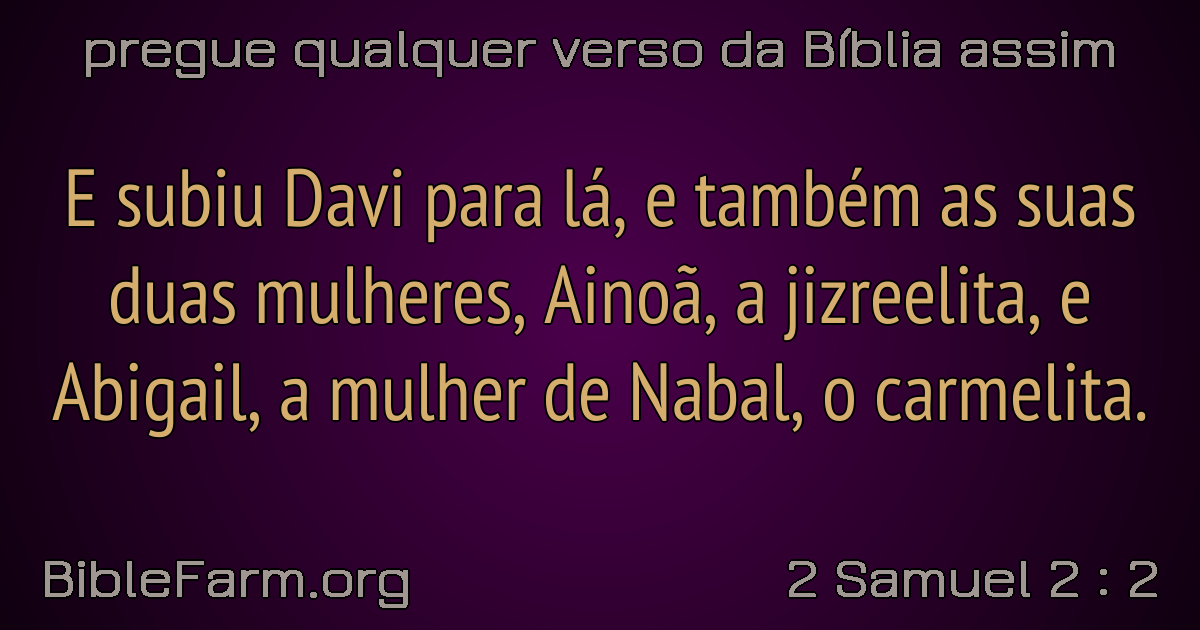 pregue qualquer verso da Bíblia assim
E subiu Davi para lá, e também as suas
duas mulheres, Ainoã, a jizreelita, e
Abigail, a mulher de Nabal, o carmelita.
BibleFarm.org
2 Samuel 2 : 2